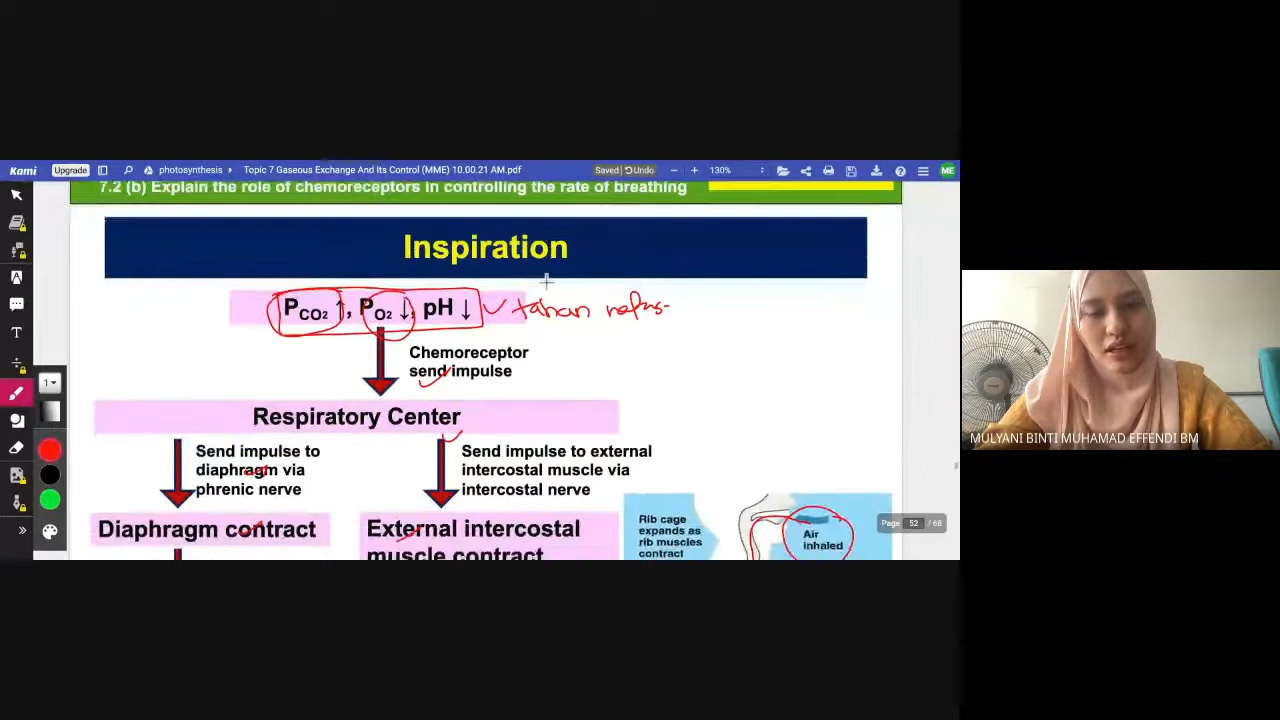 Kami
Upgrade
photosynthesis
Topic 7 Gaseous Exchange And Its Control (MME) 10.00.21 AM.pdf
Saved
Undo
130%
ME
7.2 (b) Explain the role of chemoreceptors in controlling the rate of breathing
Inspiration
PCO₂ ↑, PO₂ ↓, pH ↓
tahan nafas
Chemoreceptor
send impulse
Respiratory Center
Send impulse to
diaphragm via
phrenic nerve
Send impulse to external
intercostal muscle via
intercostal nerve
Diaphragm contract
External intercostal
muscle contract
Rib cage
expands as
rib muscles
contract
Air
inhaled
Page 52 / 68
1
MULYANI BINTI MUHAMAD EFFENDI BM